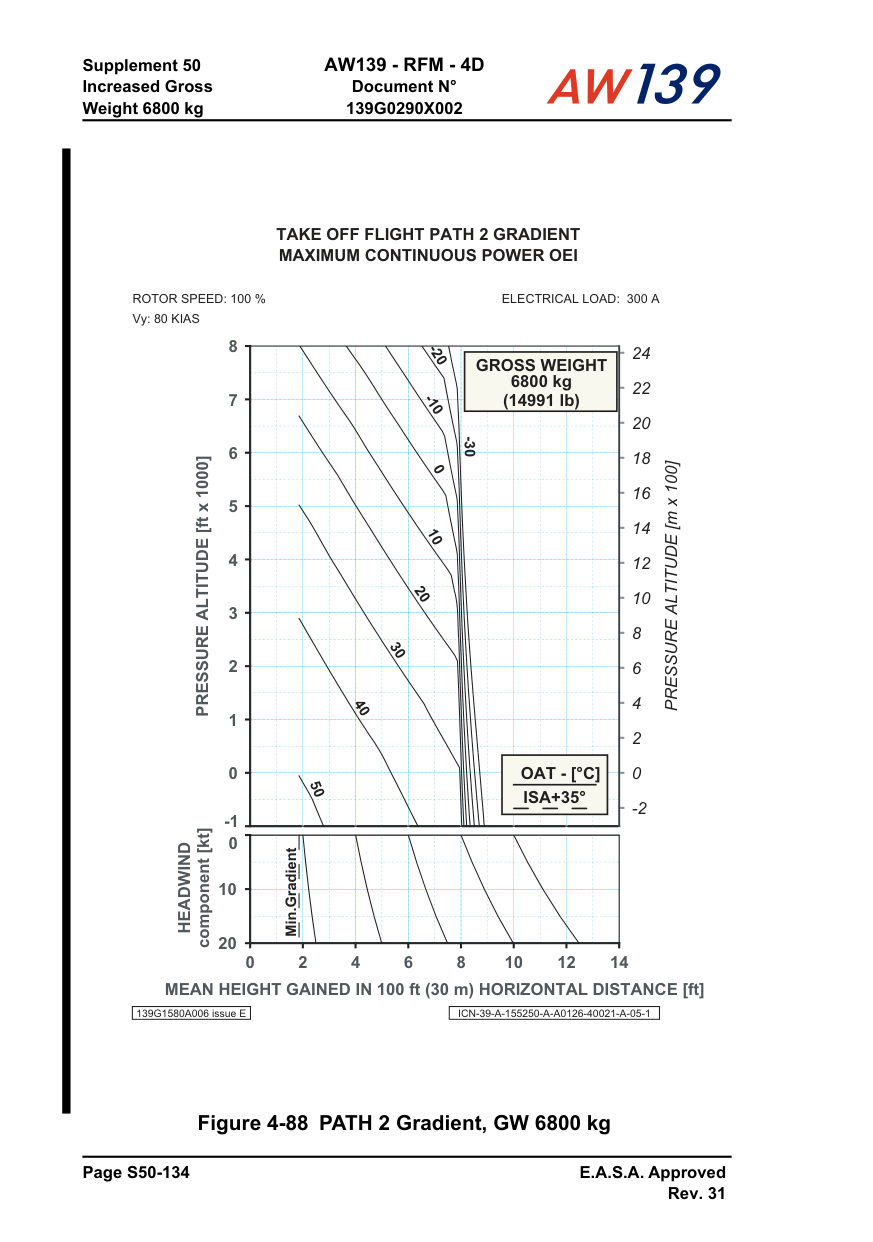 Supplement 50
Increased Gross
Weight 6800 kg
AW139 - RFM - 4D
Document N°
139G0290X002
AW139
TAKE OFF FLIGHT PATH 2 GRADIENT
MAXIMUM CONTINUOUS POWER OEI
ROTOR SPEED: 100 %
ELECTRICAL LOAD: 300 A
Vy: 80 KIAS
GROSS WEIGHT
6800 kg
(14991 lb)
PRESSURE ALTITUDE [ft x 1000]
8
7
6
5
4
3
2
1
0
-1
-20
-10
-30
0
10
20
30
40
50
24
22
20
18
16
14
12
10
8
6
4
2
0
-2
PRESSURE ALTITUDE [m x 100]
OAT - [°C]
ISA+35°
HEADWIND
component [kt]
0
10
20
Min.Gradient
0 2 4 6 8 10 12 14
MEAN HEIGHT GAINED IN 100 ft (30 m) HORIZONTAL DISTANCE [ft]
139G1580A006 issue E
ICN-39-A-155250-A-A0126-40021-A-05-1
Figure 4-88 PATH 2 Gradient, GW 6800 kg
Page S50-134
E.A.S.A. Approved
Rev. 31